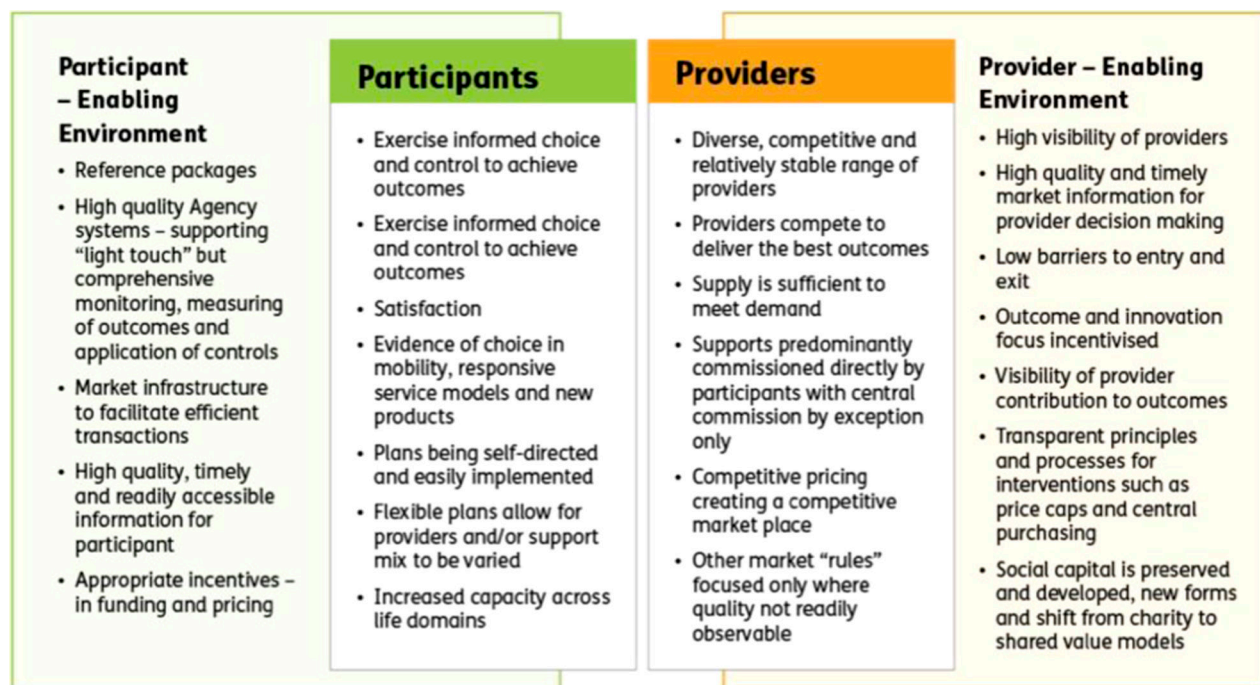 Participant
– Enabling
Environment
• Reference packages
• High quality Agency
systems – supporting
“light touch” but
comprehensive
monitoring, measuring
of outcomes and
application of controls
• Market infrastructure
to facilitate efficient
transactions
• High quality, timely
and readily accessible
information for
participant
• Appropriate incentives –
in funding and pricing
Participants
• Exercise informed choice
and control to achieve
outcomes
• Exercise informed choice
and control to achieve
outcomes
• Satisfaction
• Evidence of choice in
mobility, responsive
service models and new
products
• Plans being self-directed
and easily implemented
• Flexible plans allow for
providers and/or support
mix to be varied
• Increased capacity across
life domains
Providers
• Diverse, competitive and
relatively stable range of
providers
• Providers compete to
deliver the best outcomes
• Supply is sufficient to
meet demand
• Supports predominantly
commissioned directly by
participants with central
commission by exception
only
• Competitive pricing
creating a competitive
market place
• Other market “rules”
focused only where
quality not readily
observable
Provider – Enabling
Environment
• High visibility of providers
• High quality and timely
market information for
provider decision making
• Low barriers to entry and
exit
• Outcome and innovation
focus incentivised
• Visibility of provider
contribution to outcomes
• Transparent principles
and processes for
interventions such as
price caps and central
purchasing
• Social capital is preserved
and developed, new forms
and shift from charity to
shared value models